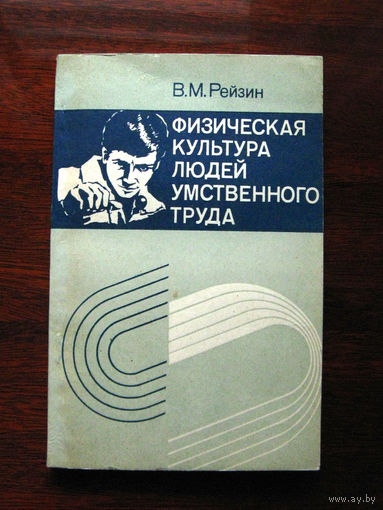 В.М.Рейзин
ФИЗИЧЕСКАЯ
КУЛЬТУРА
ЛЮДЕЙ
УМСТВЕННОГО
ТРУДА
www.ay.by